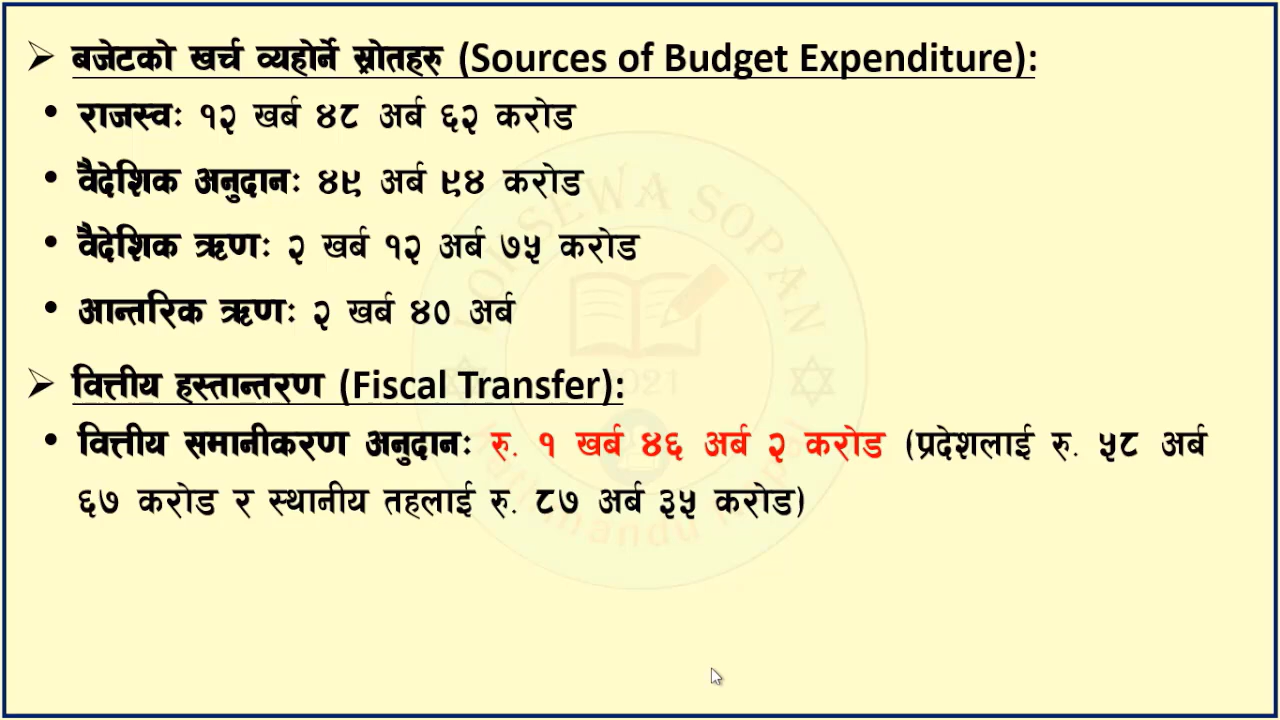 ➢ बजेटको खर्च व्यहोर्ने स्रोतहरु (Sources of Budget Expenditure):
• राजस्वः १२ खर्ब ४८ अर्ब ६२ करोड
• वैदेशिक अनुदानः ४९ अर्ब ९४ करोड
• वैदेशिक ऋणः २ खर्ब १२ अर्ब ७५ करोड
• आन्तरिक ऋणः २ खर्ब ४० अर्ब
➢ वित्तीय हस्तान्तरण (Fiscal Transfer):
• वित्तीय समानीकरण अनुदानः रु. १ खर्ब ४६ अर्ब २ करोड (प्रदेशलाई रु. ५८ अर्ब
६७ करोड र स्थानीय तहलाई रु. ८७ अर्ब ३५ करोड)
LOKSEWA SOPAN
2021